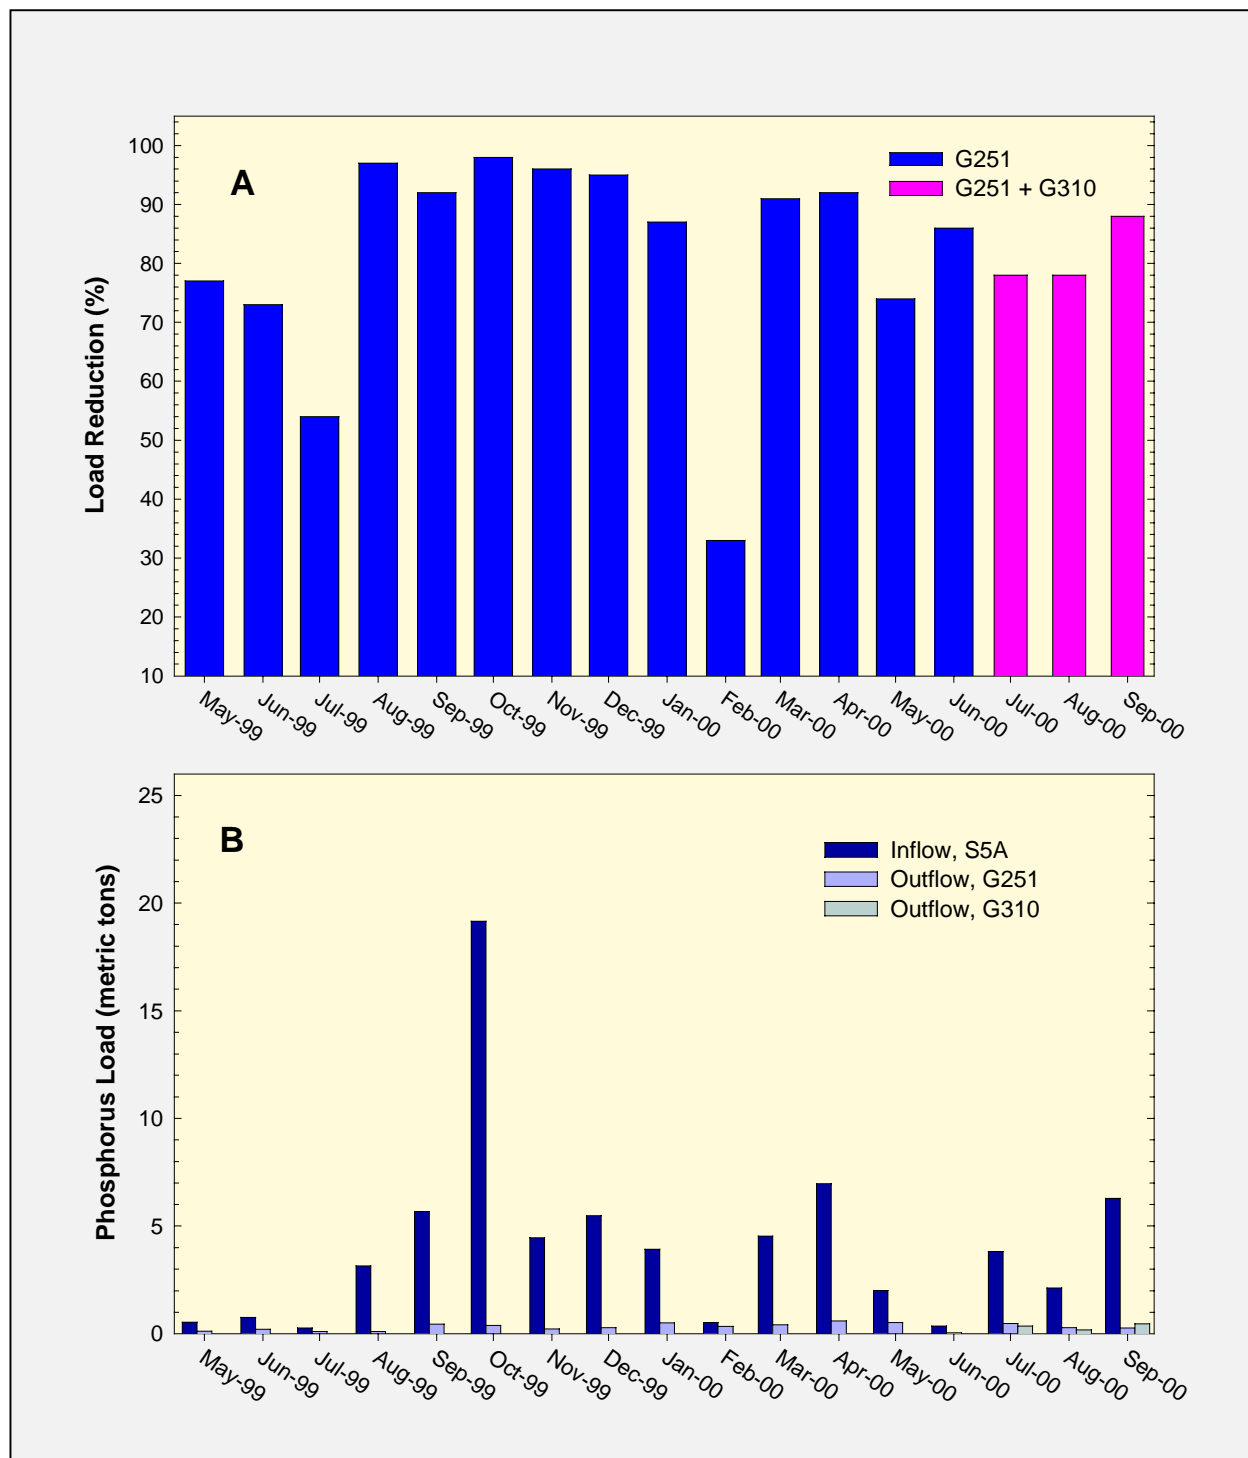 A
G251
G251 + G310
Load Reduction (%)
100
90
80
70
60
50
40
30
20
10
May-99
Jun-99
Jul-99
Aug-99
Sep-99
Oct-99
Nov-99
Dec-99
Jan-00
Feb-00
Mar-00
Apr-00
May-00
Jun-00
Jul-00
Aug-00
Sep-00
B
Inflow, S5A
Outflow, G251
Outflow, G310
Phosphorus Load (metric tons)
25
20
15
10
5
0
May-99
Jun-99
Jul-99
Aug-99
Sep-99
Oct-99
Nov-99
Dec-99
Jan-00
Feb-00
Mar-00
Apr-00
May-00
Jun-00
Jul-00
Aug-00
Sep-00